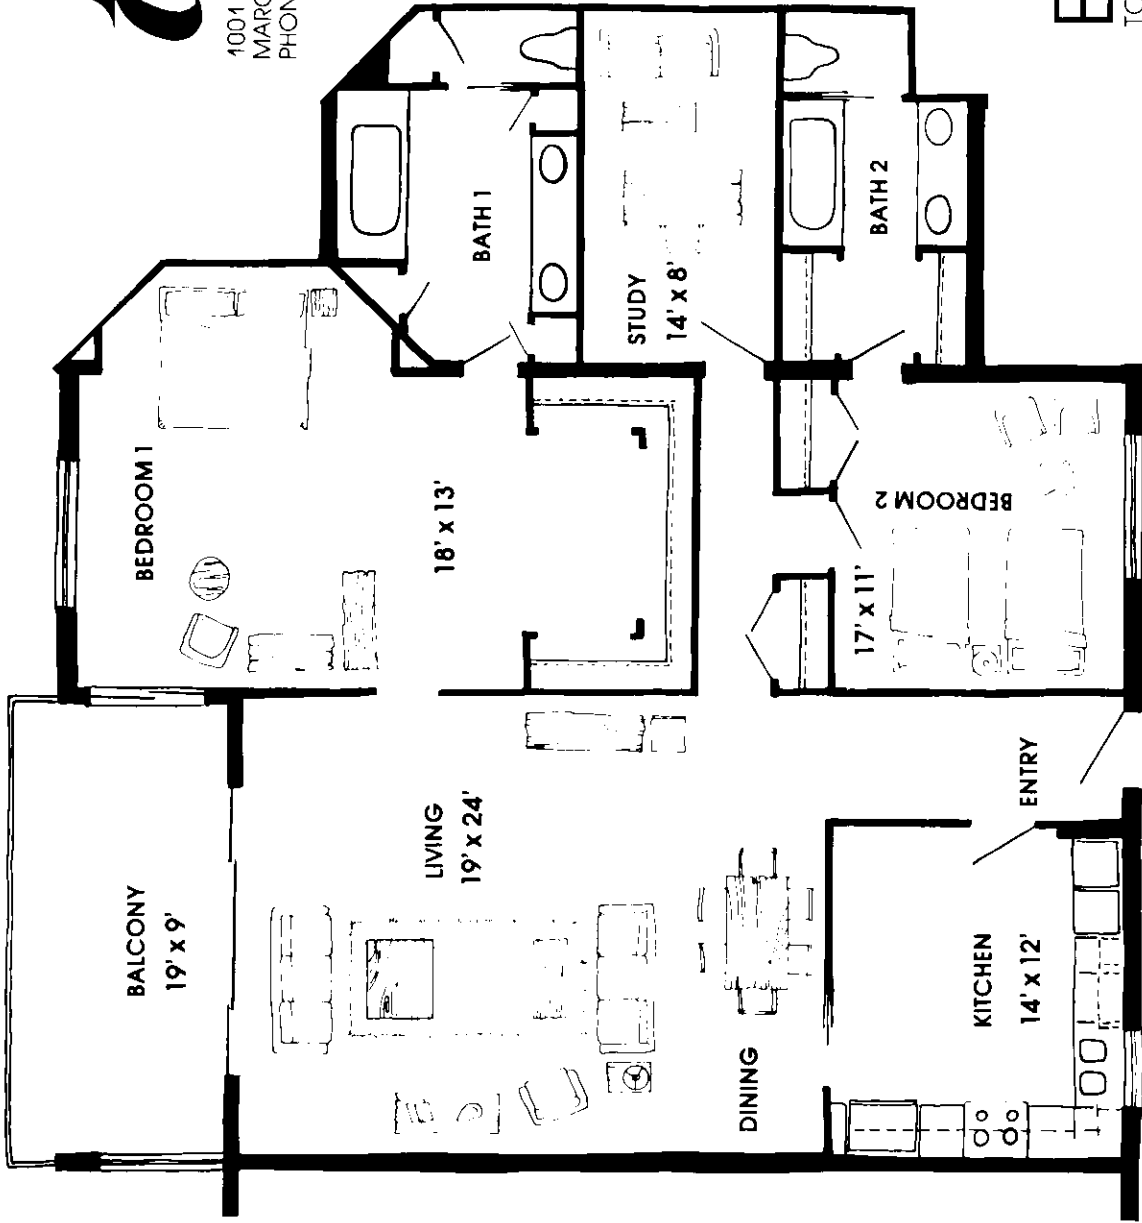 1001
MARC
PHON
TO
BATH 1
STUDY
14' x 8'
BATH 2
BEDROOM 1
18' x 13'
BEDROOM 2
17' x 11'
BALCONY
19' x 9'
LIVING
19' x 24'
ENTRY
DINING
KITCHEN
14' x 12'